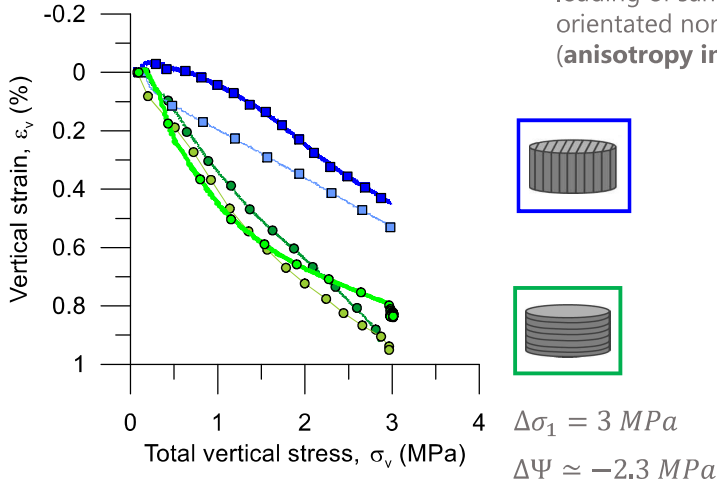 orientated nor
(anisotropy in
-0.2
0
0.2
0.4
0.6
0.8
1
Vertical strain, εv (%)
0 1 2 3 4
Total vertical stress, σv (MPa)
Δσ1 = 3 MPa
ΔΨ ≃ −2.3 MPa